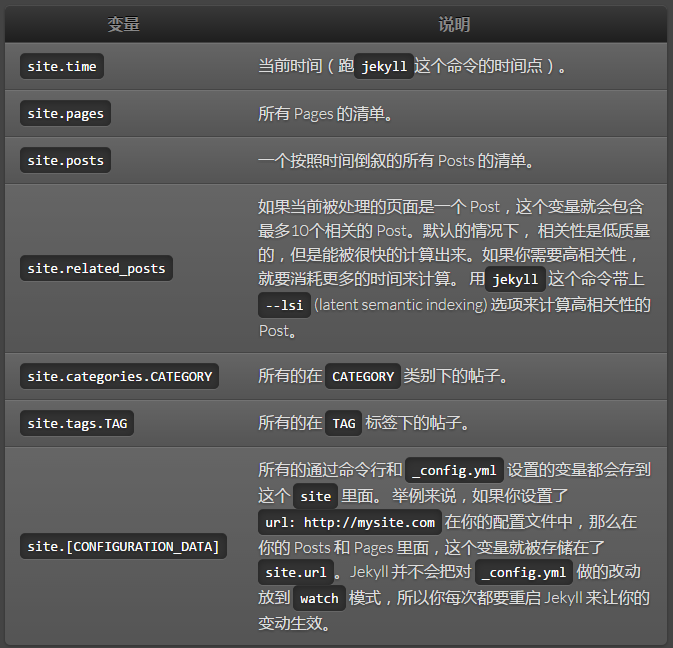 变量 说明
site.time 当前时间（跑 jekyll 这个命令的时间点）。
site.pages 所有 Pages 的清单。
site.posts 一个按照时间倒叙的所有 Posts 的清单。
如果当前被处理的页面是一个 Post，这个变量就会包含
最多10个相关的 Post。默认的情况下， 相关性是低质量
的，但是能被很快的计算出来。如果你需要高相关性，
site.related_posts 就要消耗更多的时间来计算。 用 jekyll 这个命令带上
--lsi (latent semantic indexing) 选项来计算高相关性的
Post。
site.categories.CATEGORY 所有的在 CATEGORY 类别下的帖子。
site.tags.TAG 所有的在 TAG 标签下的帖子。
所有的通过命令行和 _config.yml 设置的变量都会存到
这个 site 里面。 举例来说，如果你设置了
url: http://mysite.com 在你的配置文件中，那么在
site.[CONFIGURATION_DATA] 你的 Posts 和 Pages 里面，这个变量就被存储在了
site.url 。Jekyll 并不会把对 _config.yml 做的改动
放到 watch 模式，所以你每次都要重启 Jekyll 来让你的
变动生效。